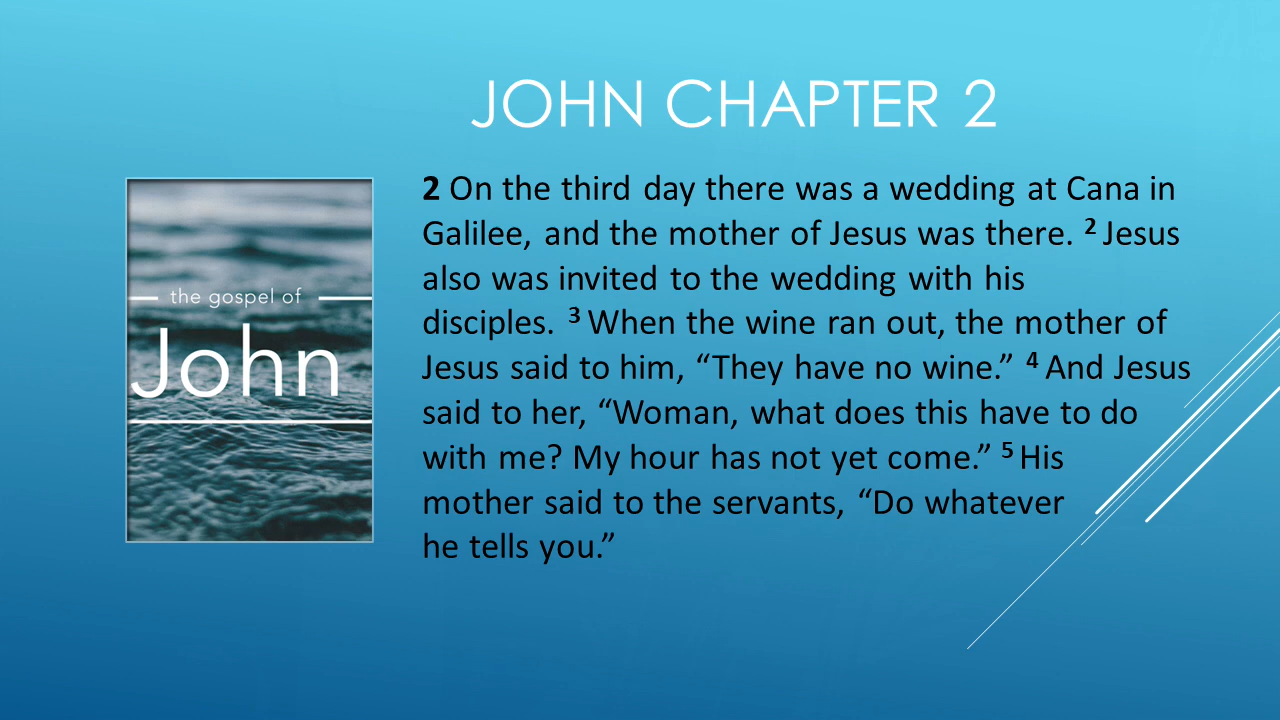 JOHN CHAPTER 2
the gospel of
John
2 On the third day there was a wedding at Cana in
Galilee, and the mother of Jesus was there. 2 Jesus
also was invited to the wedding with his
disciples. 3 When the wine ran out, the mother of
Jesus said to him, “They have no wine.” 4 And Jesus
said to her, “Woman, what does this have to do
with me? My hour has not yet come.” 5 His
mother said to the servants, “Do whatever
he tells you.”